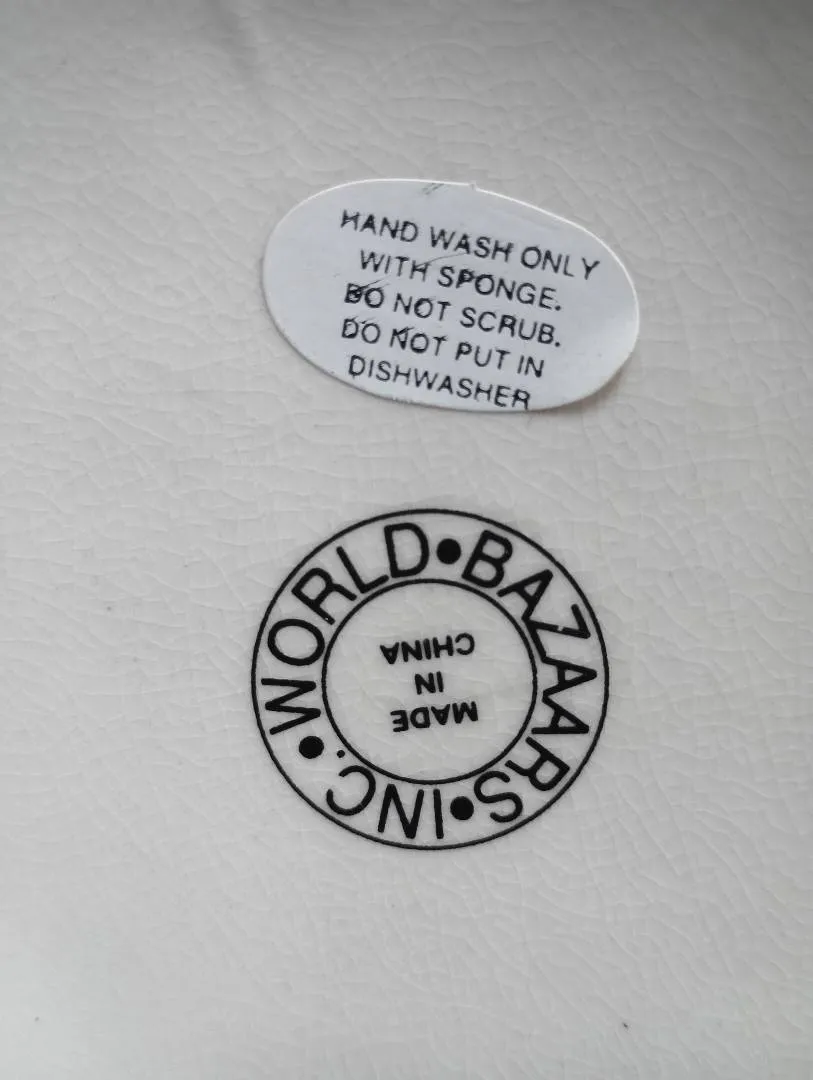 HAND WASH ONLY
WITH SPONGE.
DO NOT SCRUB.
DO NOT PUT IN
DISHWASHER
WORLD•BAZAARS•INC.•
MADE
IN
CHINA